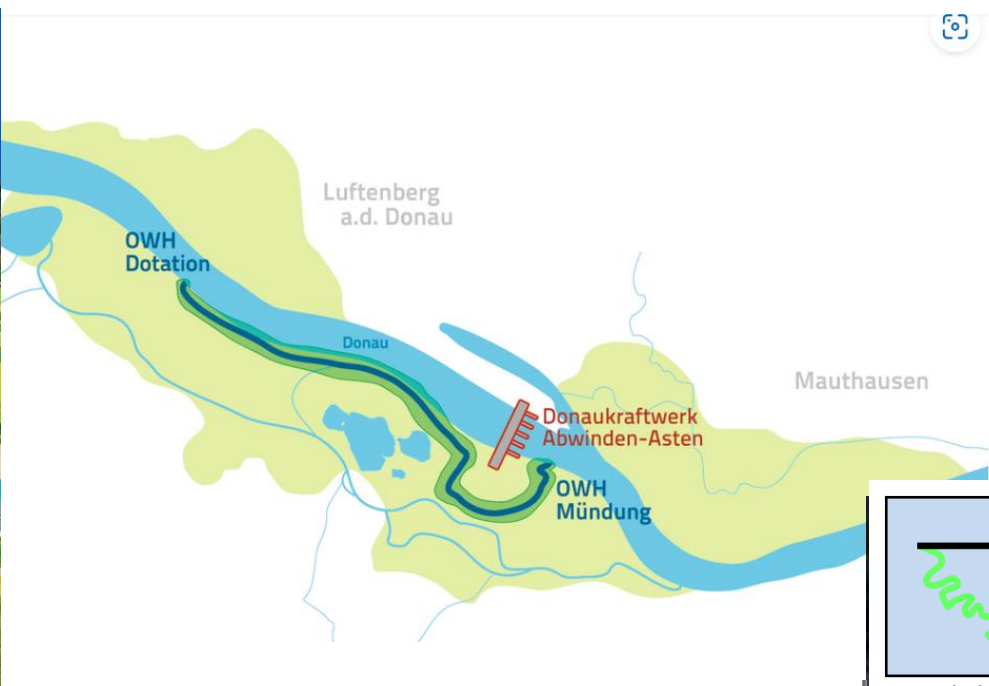 Luftenberg
a.d. Donau
OWH
Dotation
Donau
Mauthausen
Donaukraftwerk
Abwinden-Asten
OWH
Mündung